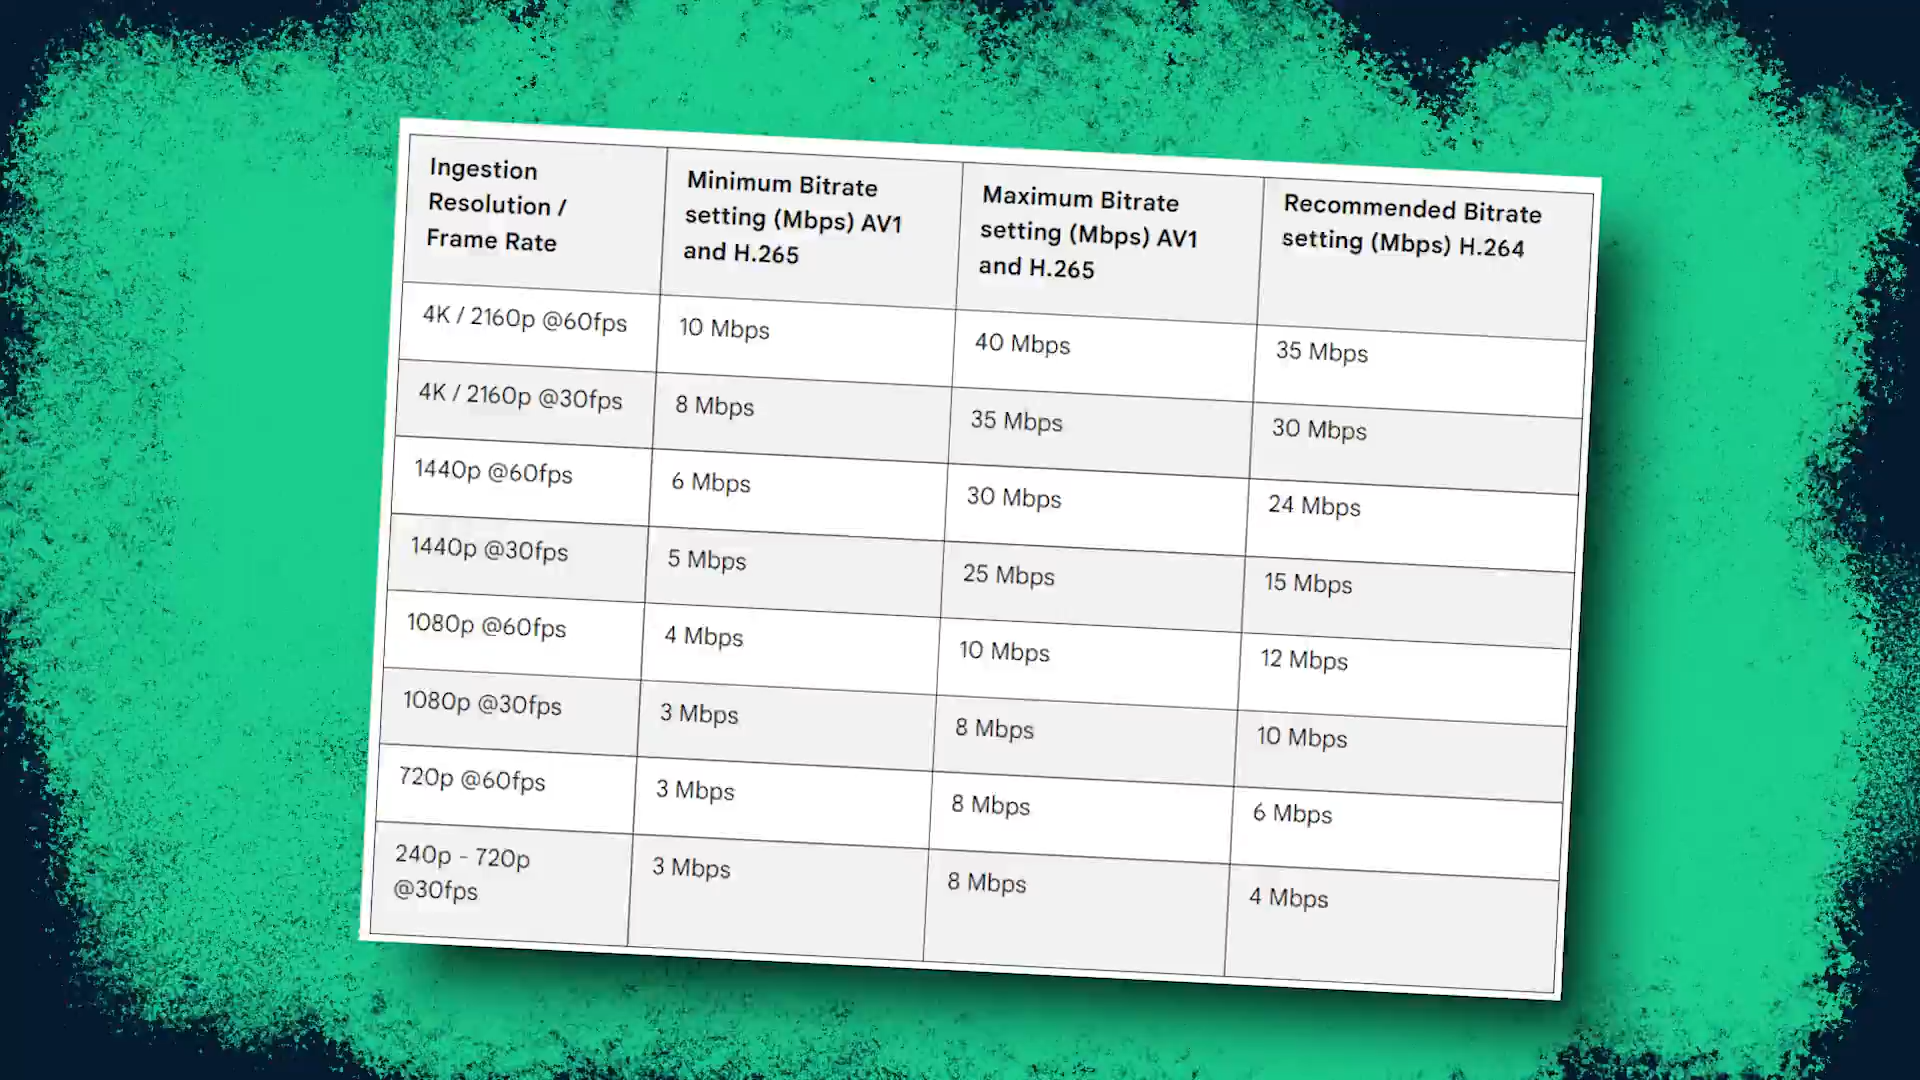 Ingestion
Resolution /
Frame Rate
Minimum Bitrate
setting (Mbps) AV1
and H.265
Maximum Bitrate
setting (Mbps) AV1
and H.265
Recommended Bitrate
setting (Mbps) H.264
4K / 2160p @60fps
10 Mbps
40 Mbps
35 Mbps
4K / 2160p @30fps
8 Mbps
35 Mbps
30 Mbps
1440p @60fps
6 Mbps
30 Mbps
24 Mbps
1440p @30fps
5 Mbps
25 Mbps
15 Mbps
1080p @60fps
4 Mbps
10 Mbps
12 Mbps
1080p @30fps
3 Mbps
8 Mbps
10 Mbps
720p @60fps
3 Mbps
8 Mbps
6 Mbps
240p - 720p
@30fps
3 Mbps
8 Mbps
4 Mbps